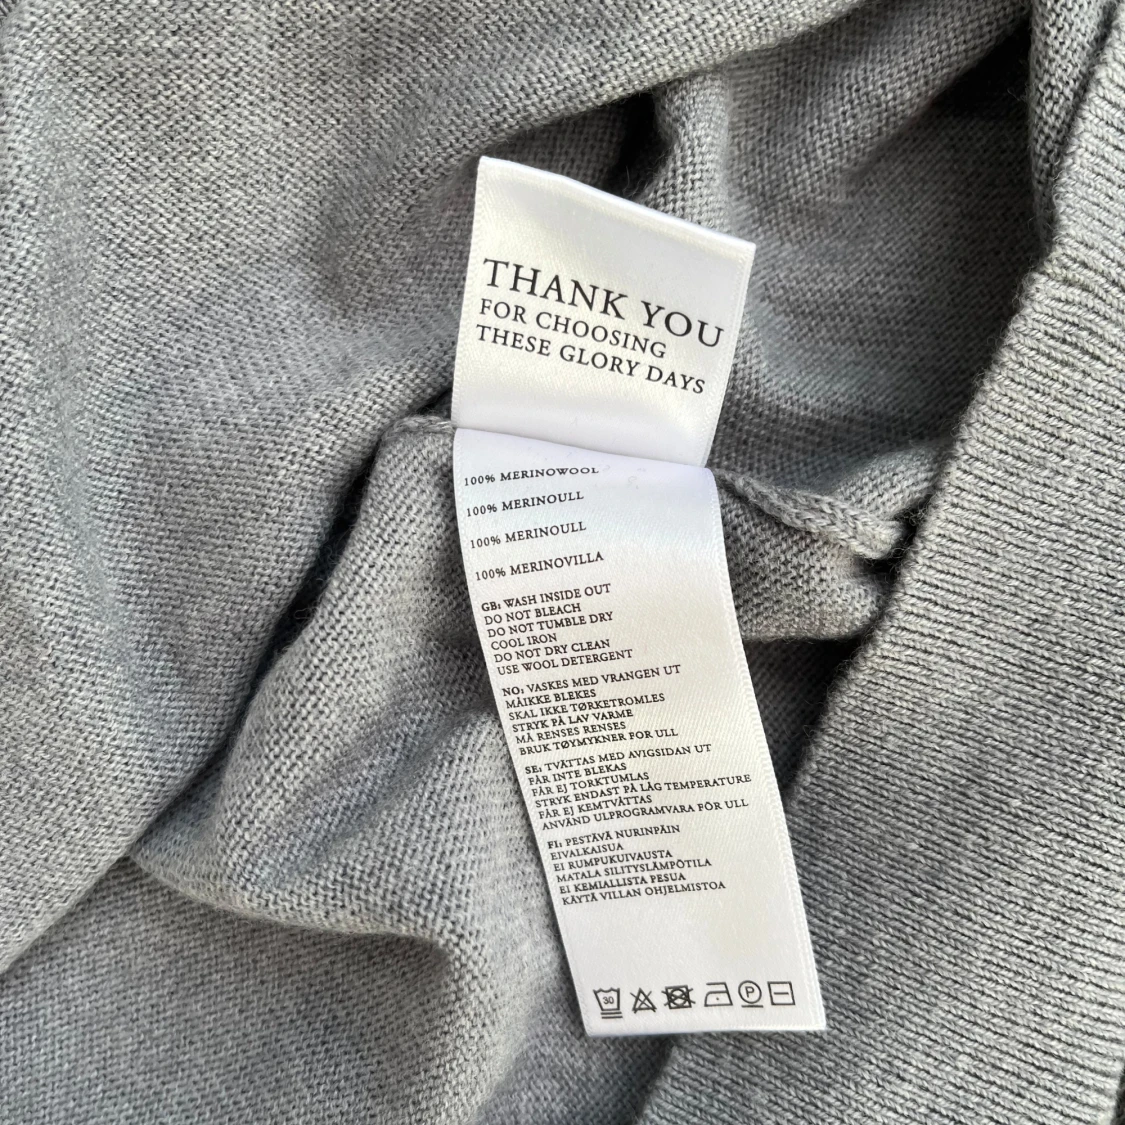 THANK YOU
FOR CHOOSING
THESE GLORY DAYS
100% MERINOWOOL
100% MERINOULL
100% MERINOULL
100% MERINOVILLA
GB: WASH INSIDE OUT
DO NOT BLEACH
DO NOT TUMBLE DRY
COOL IRON
DO NOT DRY CLEAN
USE WOOL DETERGENT
NO: VASKES MED VRANGEN UT
MÅIKKE BLEKES
SKAL IKKE TØRKETROMLES
STRYK PÅ LAV VARME
MÅ RENSES RENSES
BRUK TØYMYKNER FOR ULL
SE: TVÄTTAS MED AVIGSIDAN UT
FÅR INTE BLEKAS
FÅR EJ TORKTUMLAS
STRYK ENDAST PÅ LÅG TEMPERATURE
FÅR EJ KEMTVÄTTAS
ANVÄND ULPROGRAMVARA FÖR ULL
FI: PESTÄVÄ NURINPÄIN
EIVALKAISUA
EI RUMPUKUIVAUSTA
MATALA SILITYSLÄMPÖTILA
EI KEMIALLISTA PESUA
KÄYTÄ VILLAN OHJELMISTOA
30 P